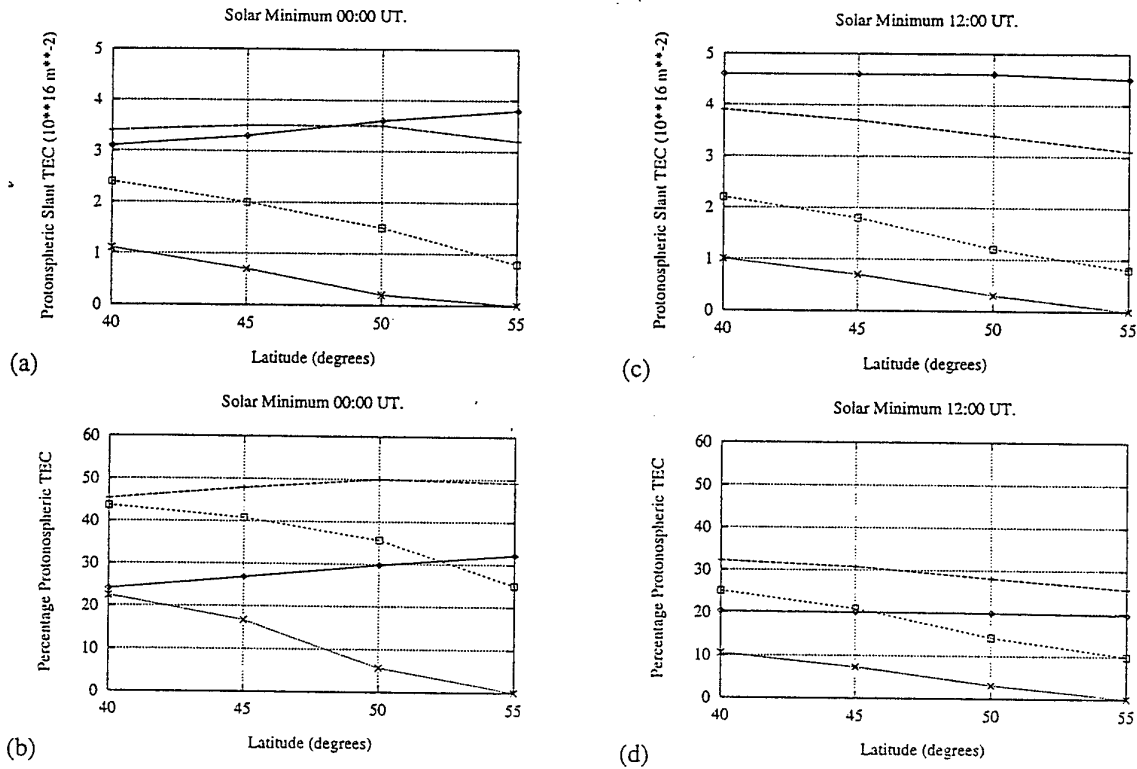 Solar Minimum 00:00 UT.
Protonspheric Slant TEC (10**16 m**-2)
5
4
3
2
1
0
40
45
50
55
Latitude (degrees)
(a)
Solar Minimum 00:00 UT.
Percentage Protonospheric TEC
60
50
40
30
20
10
0
40
45
50
55
Latitude (degrees)
(b)
Solar Minimum 12:00 UT.
Protonospheric Slant TEC (10**16 m**-2)
5
4
3
2
1
0
40
45
50
55
Latitude (degrees)
(c)
Solar Minimum 12:00 UT.
Percentage Protonospheric TEC
60
50
40
30
20
10
0
40
45
50
55
Latitude (degrees)
(d)